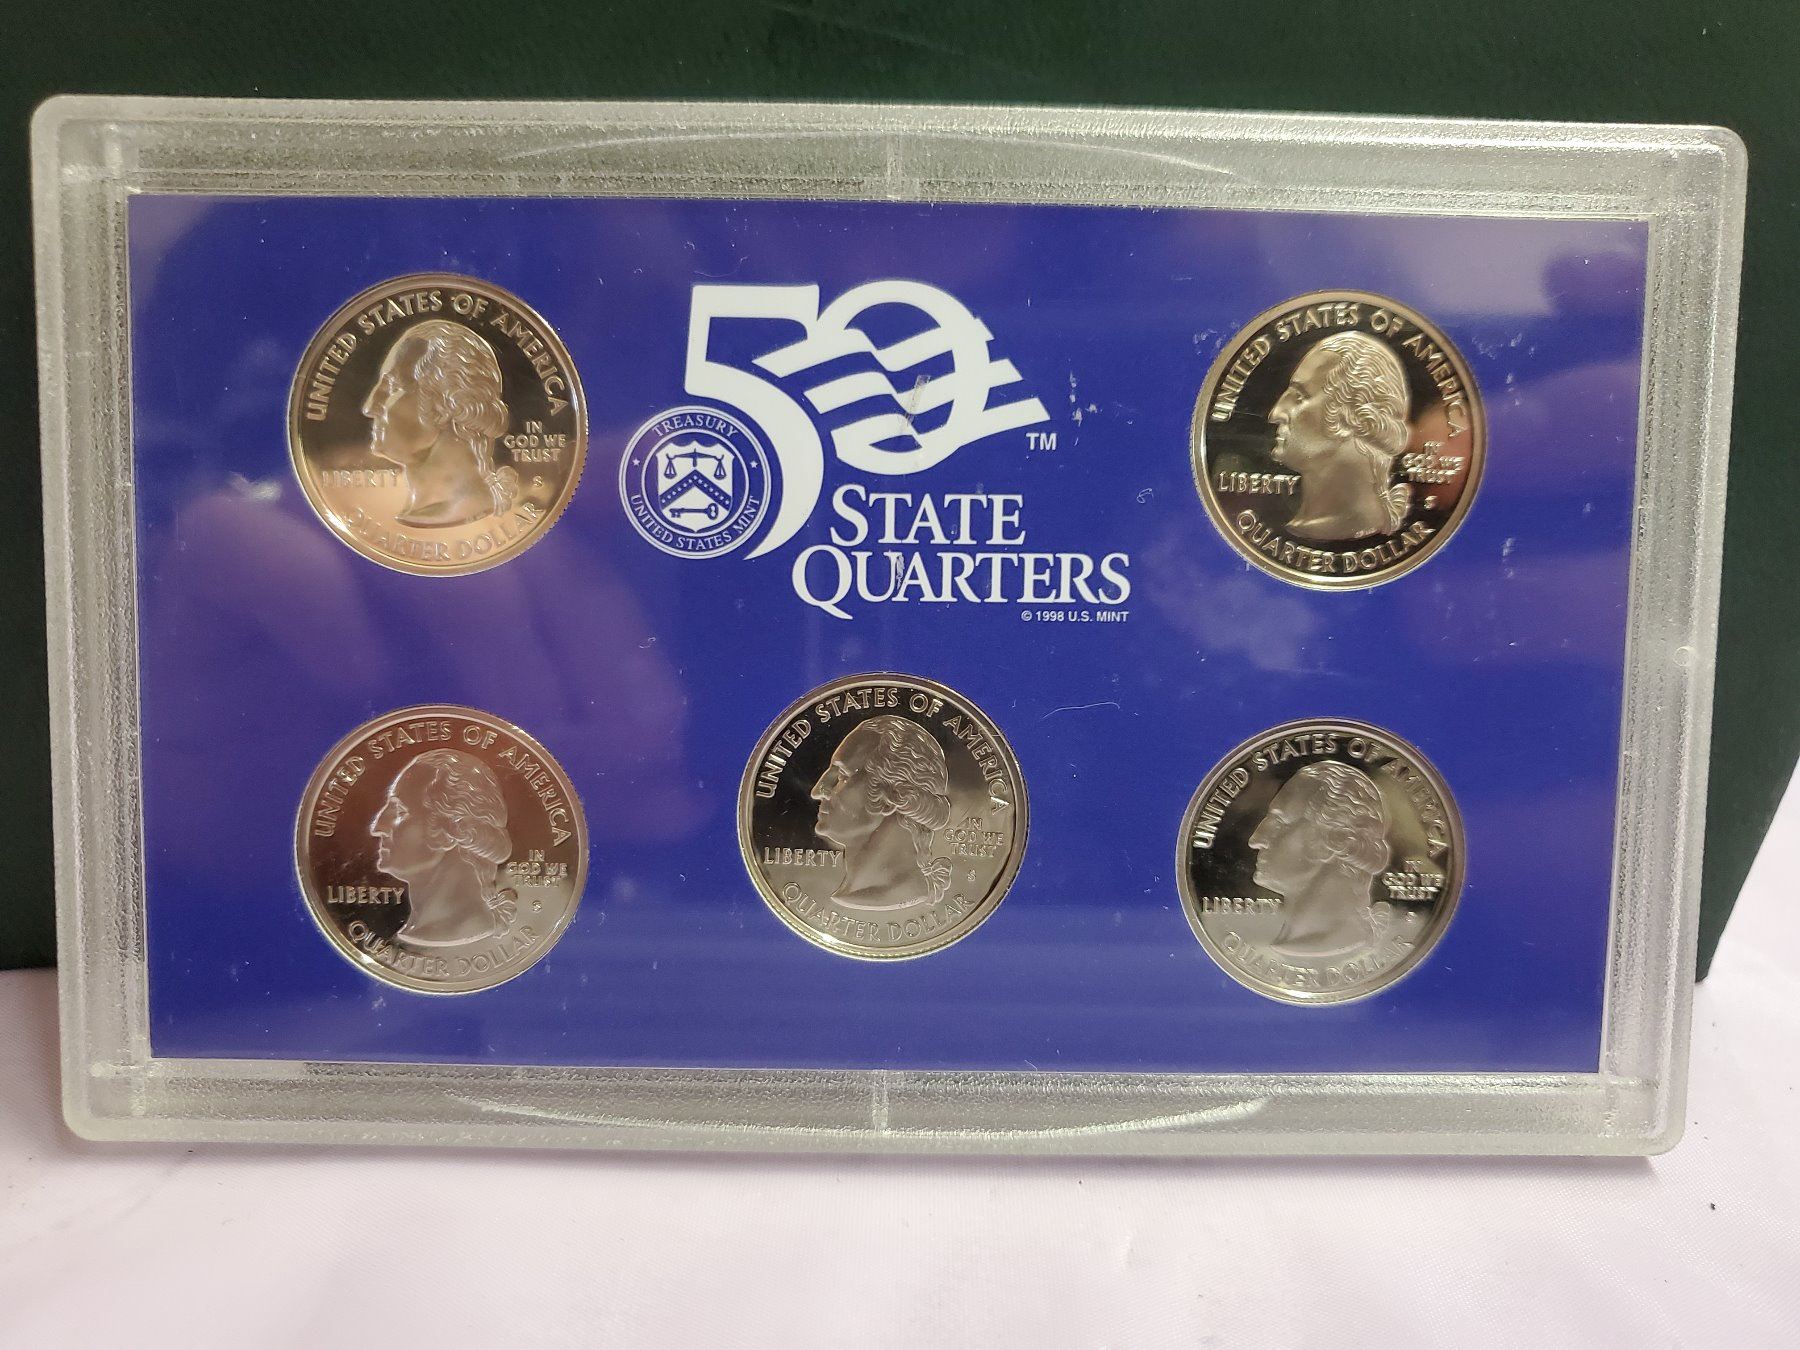 UNITED STATES OF AMERICA
IN
GOD WE
TRUST
LIBERTY
S
QUARTER DOLLAR
50
TM
TREASURY
UNITED STATES MINT
STATE
QUARTERS
© 1998 U.S. MINT
UNITED STATES OF AMERICA
IN
GOD WE
TRUST
LIBERTY
S
QUARTER DOLLAR
UNITED STATES OF AMERICA
IN
GOD WE
TRUST
LIBERTY
S
QUARTER DOLLAR
UNITED STATES OF AMERICA
IN
GOD WE
TRUST
LIBERTY
S
QUARTER DOLLAR
UNITED STATES OF AMERICA
IN
GOD WE
TRUST
LIBERTY
QUARTER DOLLAR